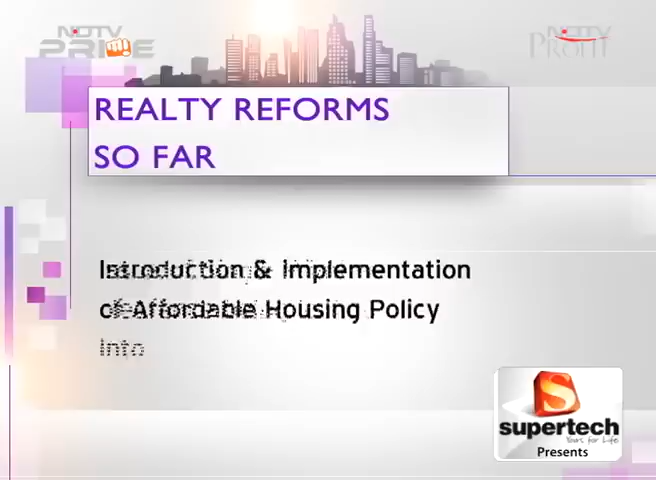 NDTV
PRIME
NDTV
Profit
REALTY REFORMS
SO FAR
Introduction & Implementation
of Affordable Housing Policy
Into
S
supertech
Yours for Life
Presents